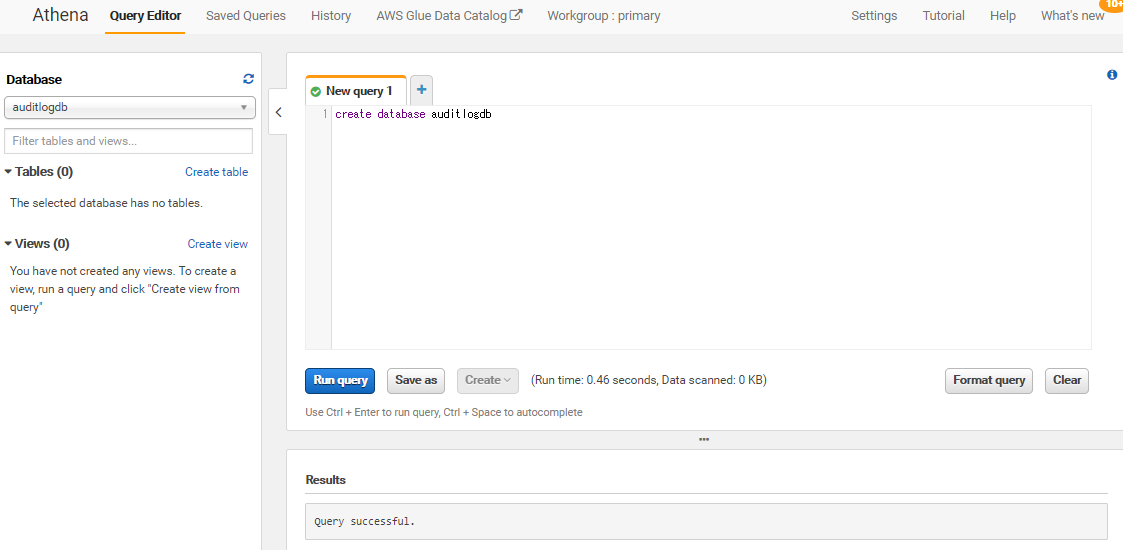 Athena Query Editor Saved Queries History AWS Glue Data Catalog Workgroup : primary Settings Tutorial Help What's new 10+
Database
auditlogdb
Filter tables and views...
Tables (0) Create table
The selected database has no tables.
Views (0) Create view
You have not created any views. To create a
view, run a query and click "Create view from
query"
New query 1 +
1 create database auditlogdb
Run query Save as Create (Run time: 0.46 seconds, Data scanned: 0 KB) Format query Clear
Use Ctrl + Enter to run query, Ctrl + Space to autocomplete
Results
Query successful.